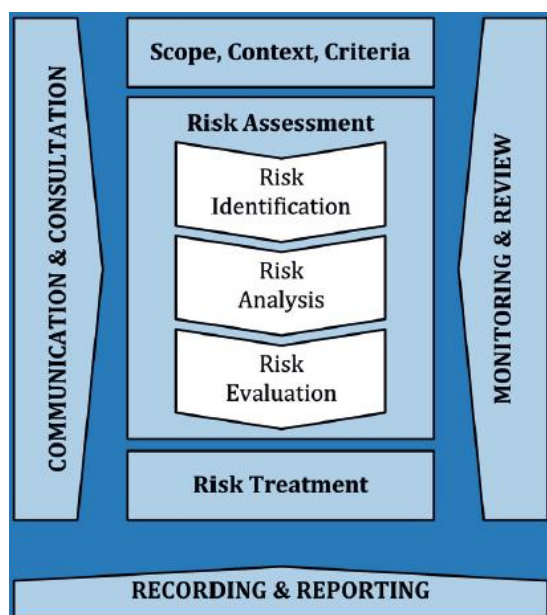 Scope, Context, Criteria
Risk Assessment
Risk
Identification
Risk
Analysis
Risk
Evaluation
Risk Treatment
COMMUNICATION & CONSULTATION
MONITORING & REVIEW
RECORDING & REPORTING